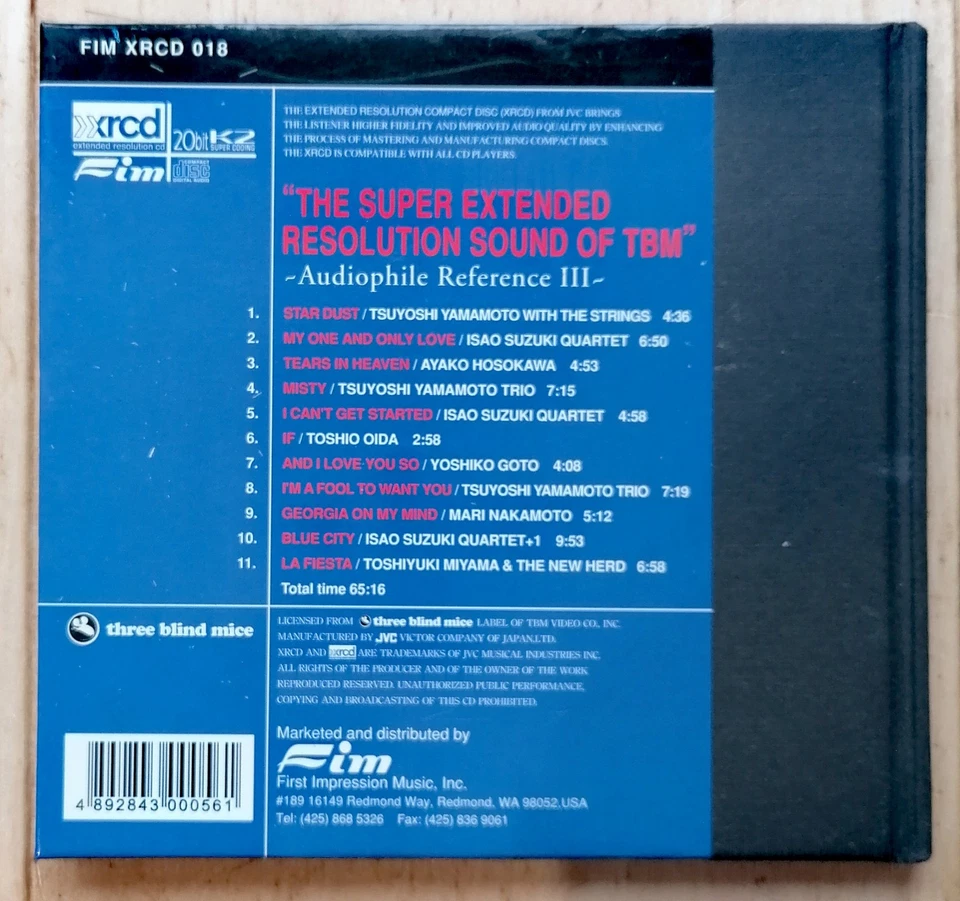 FIM XRCD 018
xrcd
extended resolution cd
20bit K2
SUPER CODING
Fim
COMPACT
disc
DIGITAL AUDIO
THE EXTENDED RESOLUTION COMPACT DISC (XRCD) FROM JVC BRINGS
THE LISTENER HIGHER FIDELITY AND IMPROVED AUDIO QUALITY BY ENHANCING
THE PROCESS OF MASTERING AND MANUFACTURING COMPACT DISCS.
THE XRCD IS COMPATIBLE WITH ALL CD PLAYERS.
“THE SUPER EXTENDED
RESOLUTION SOUND OF TBM”
~Audiophile Reference III~
1. STAR DUST / TSUYOSHI YAMAMOTO WITH THE STRINGS 4:36
2. MY ONE AND ONLY LOVE / ISAO SUZUKI QUARTET 6:50
3. TEARS IN HEAVEN / AYAKO HOSOKAWA 4:53
4. MISTY / TSUYOSHI YAMAMOTO TRIO 7:15
5. I CAN'T GET STARTED / ISAO SUZUKI QUARTET 4:58
6. IF / TOSHIO OIDA 2:58
7. AND I LOVE YOU SO / YOSHIKO GOTO 4:08
8. I'M A FOOL TO WANT YOU / TSUYOSHI YAMAMOTO TRIO 7:19
9. GEORGIA ON MY MIND / MARI NAKAMOTO 5:12
10. BLUE CITY / ISAO SUZUKI QUARTET+1 9:53
11. LA FIESTA / TOSHIYUKI MIYAMA & THE NEW HERD 6:58
Total time 65:16
three blind mice
LICENSED FROM three blind mice LABEL OF TBM VIDEO CO., INC.
MANUFACTURED BY JVC VICTOR COMPANY OF JAPAN,LTD.
XRCD AND xrcd ARE TRADEMARKS OF JVC MUSICAL INDUSTRIES INC.
ALL RIGHTS OF THE PRODUCER AND OF THE OWNER OF THE WORK
REPRODUCED RESERVED. UNAUTHORIZED PUBLIC PERFORMANCE,
COPYING AND BROADCASTING OF THIS CD PROHIBITED.
Marketed and distributed by
Fim
First Impression Music, Inc.
#189 16149 Redmond Way, Redmond, WA 98052.USA
Tel: (425) 868 5326 Fax: (425) 836 9061
4 892843 000561